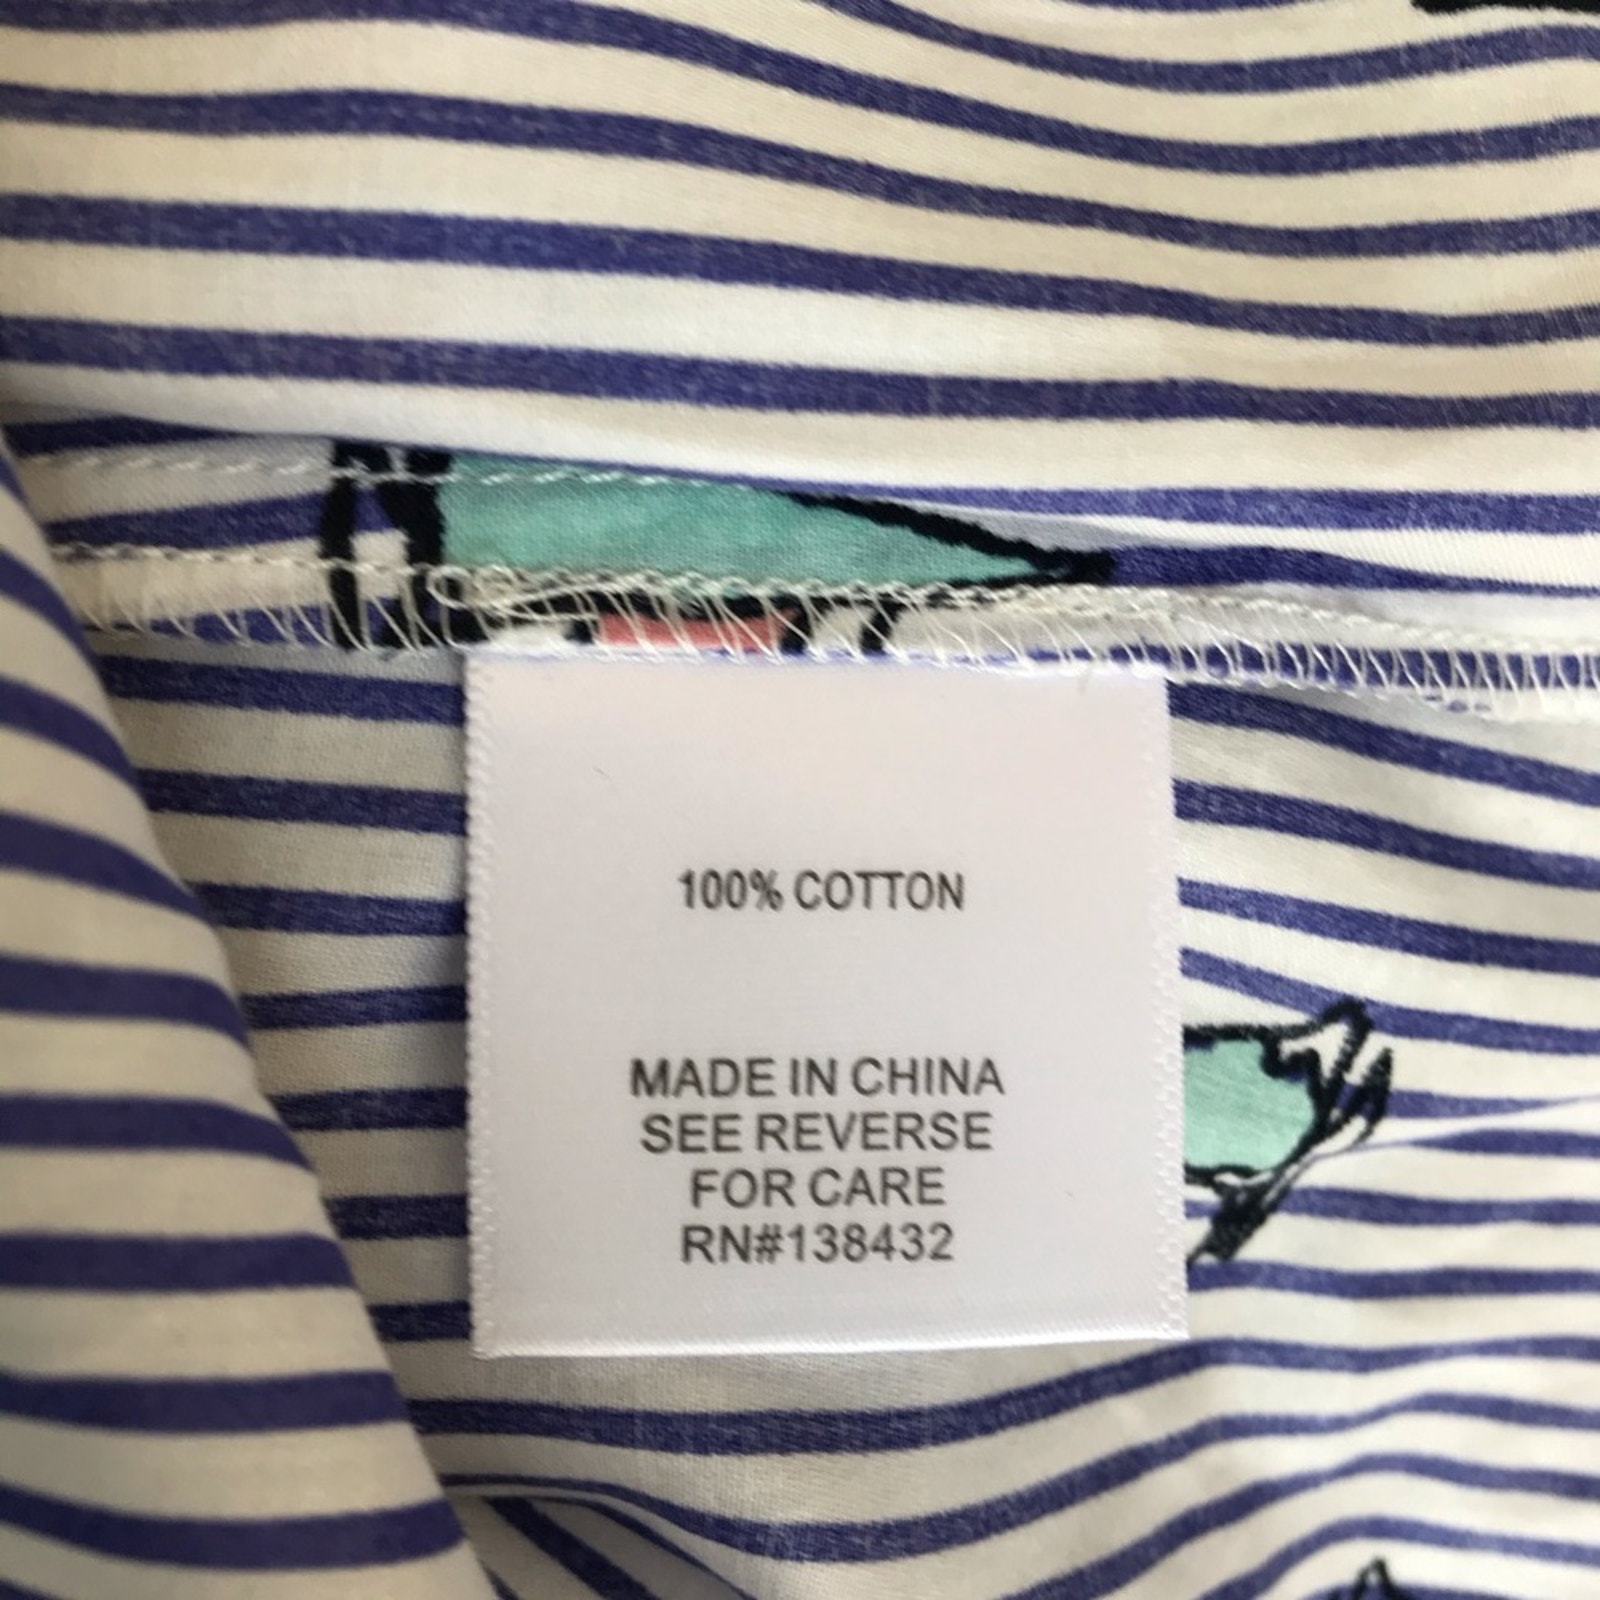 100% COTTON
MADE IN CHINA
SEE REVERSE
FOR CARE
RN#138432